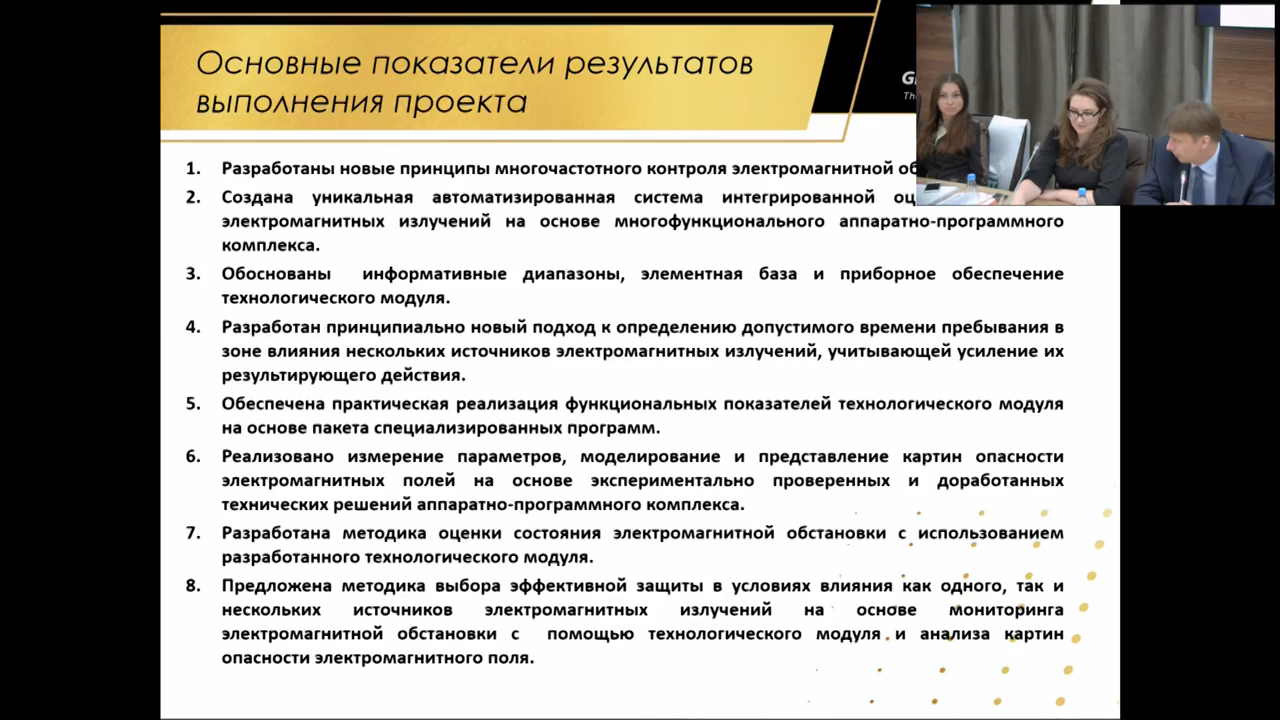 Основные показатели результатов
выполнения проекта
1. Разработаны новые принципы многочастотного контроля электромагнитной
2. Создана уникальная автоматизированная система интегрированной
электромагнитных излучений на основе многофункционального аппаратно-программного
комплекса.
3. Обоснованы информативные диапазоны, элементная база и приборное обеспечение
технологического модуля.
4. Разработан принципиально новый подход к определению допустимого времени пребывания в
зоне влияния нескольких источников электромагнитных излучений, учитывающей усиление их
результирующего действия.
5. Обеспечена практическая реализация функциональных показателей технологического модуля
на основе пакета специализированных программ.
6. Реализовано измерение параметров, моделирование и представление картин опасности
электромагнитных полей на основе экспериментально проверенных и доработанных
технических решений аппаратно-программного комплекса.
7. Разработана методика оценки состояния электромагнитной обстановки с использованием
разработанного технологического модуля.
8. Предложена методика выбора эффективной защиты в условиях влияния как одного, так и
нескольких источников электромагнитных излучений на основе мониторинга
электромагнитной обстановки с помощью технологического модуля и анализа картин
опасности электромагнитного поля.